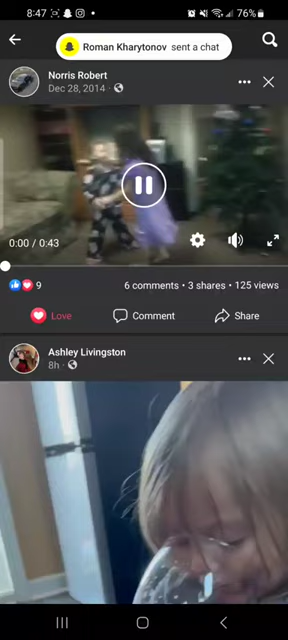 8:47
76%
Roman Kharytonov sent a chat
Norris Robert
Dec 28, 2014 ·
0:00 / 0:43
9
6 comments • 3 shares • 125 views
Love
Comment
Share
Ashley Livingston
8h ·